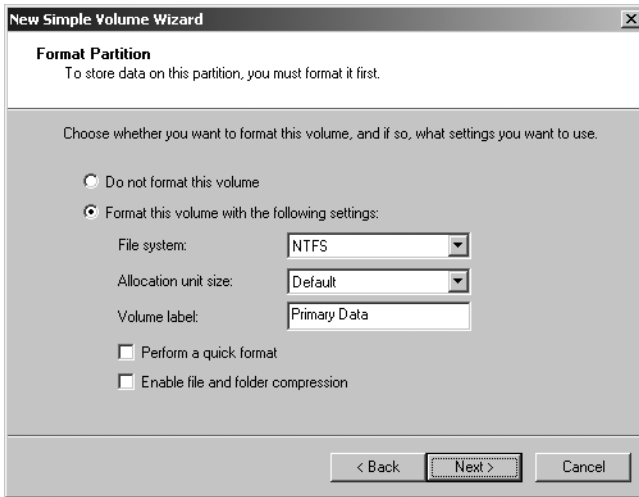 New Simple Volume Wizard
Format Partition
To store data on this partition, you must format it first.
Choose whether you want to format this volume, and if so, what settings you want to use.
Do not format this volume
Format this volume with the following settings:
File system: NTFS
Allocation unit size: Default
Volume label: Primary Data
Perform a quick format
Enable file and folder compression
< Back Next > Cancel